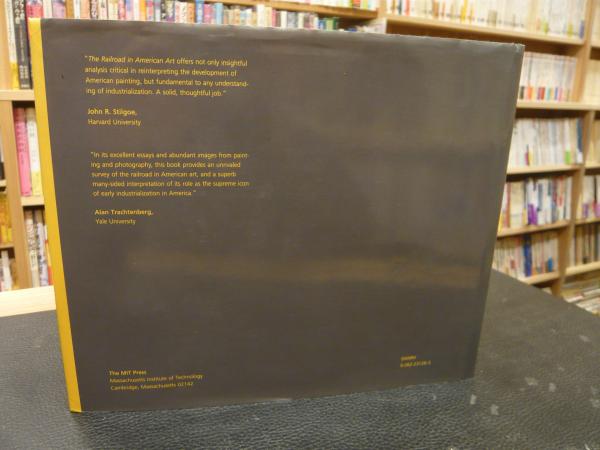 "The Railroad in American Art offers not only insightful
analysis critical in reinterpreting the development of
American painting, but fundamental to any understand-
ing of industrialization. A solid, thoughtful job."
John R. Stilgoe,
Harvard University
"In its excellent essays and abundant images from paint-
ing and photography, this book provides an unrivaled
survey of the railroad in American art, and a superb
many-sided interpretation of its role as the supreme icon
of early industrialization in America."
Alan Trachtenberg,
Yale University
The MIT Press
Massachusetts Institute of Technology
Cambridge, Massachusetts 02142